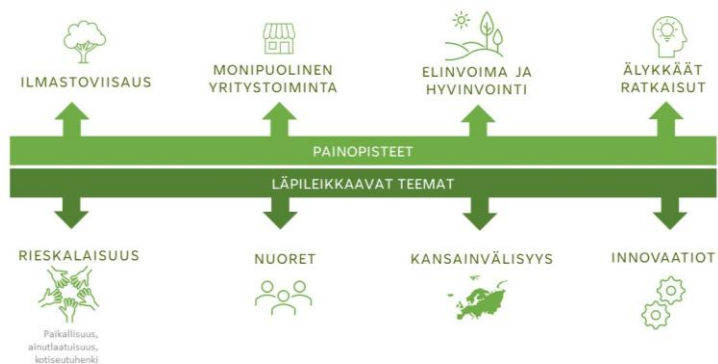 ILMASTOVIISAUS
MONIPUOLINEN
YRITYSTOIMINTA
ELINVOIMA JA
HYVINVOINTI
ÄLYKKÄÄT
RATKAISUT
PAINOPISTEET
LÄPILEIKKAAVAT TEEMAT
RIESKALAISUUS
NUORET
KANSAINVÄLISYYS
INNOVAATIOT
Paikallisuus,
ainutlaatuisuus,
kotiseutuhenki